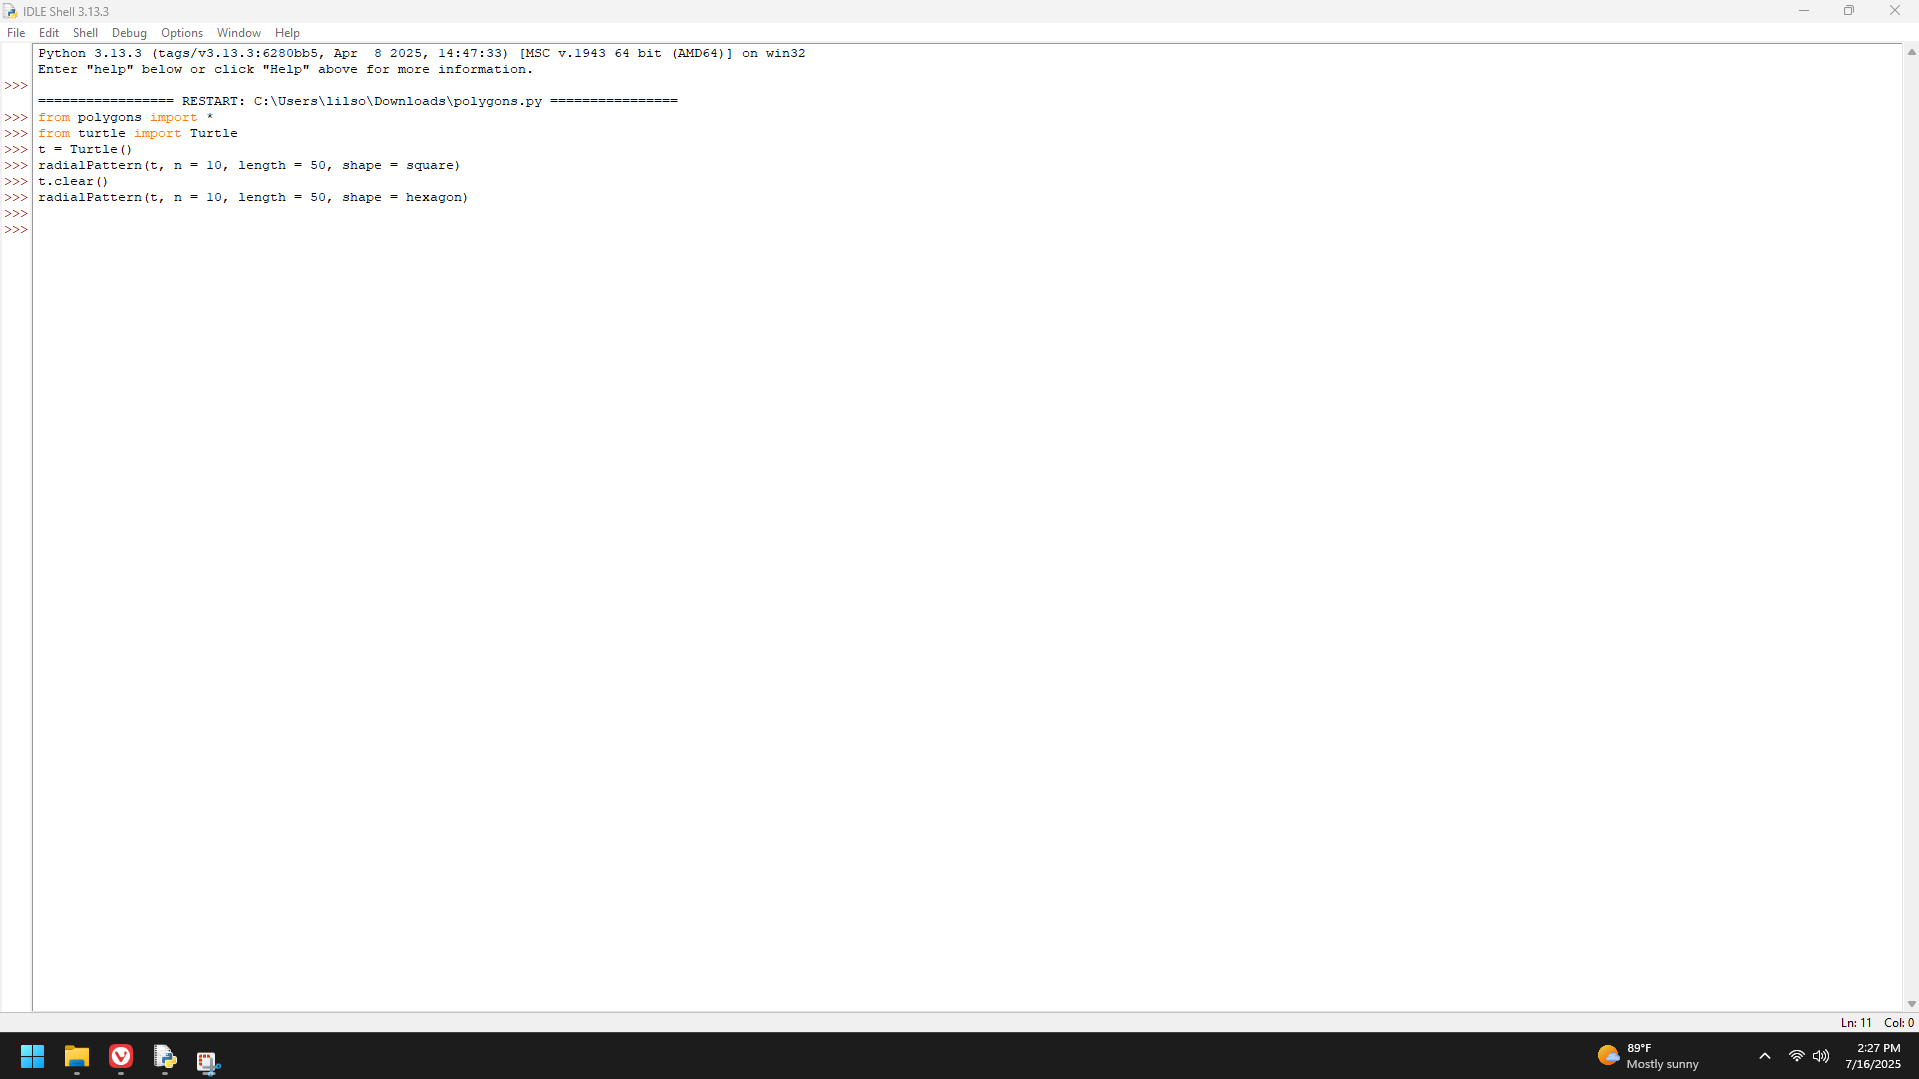 IDLE Shell 3.13.3
File Edit Shell Debug Options Window Help
Python 3.13.3 (tags/v3.13.3:6280bb5, Apr  8 2025, 14:47:33) [MSC v.1943 64 bit (AMD64)] on win32
Enter "help" below or click "Help" above for more information.
>>>
================= RESTART: C:\Users\lilso\Downloads\polygons.py ================
>>> from polygons import *
>>> from turtle import Turtle
>>> t = Turtle()
>>> radialPattern(t, n = 10, length = 50, shape = square)
>>> t.clear()
>>> radialPattern(t, n = 10, length = 50, shape = hexagon)
>>>
>>>
Ln: 11 Col: 0
89°F
Mostly sunny
2:27 PM
7/16/2025